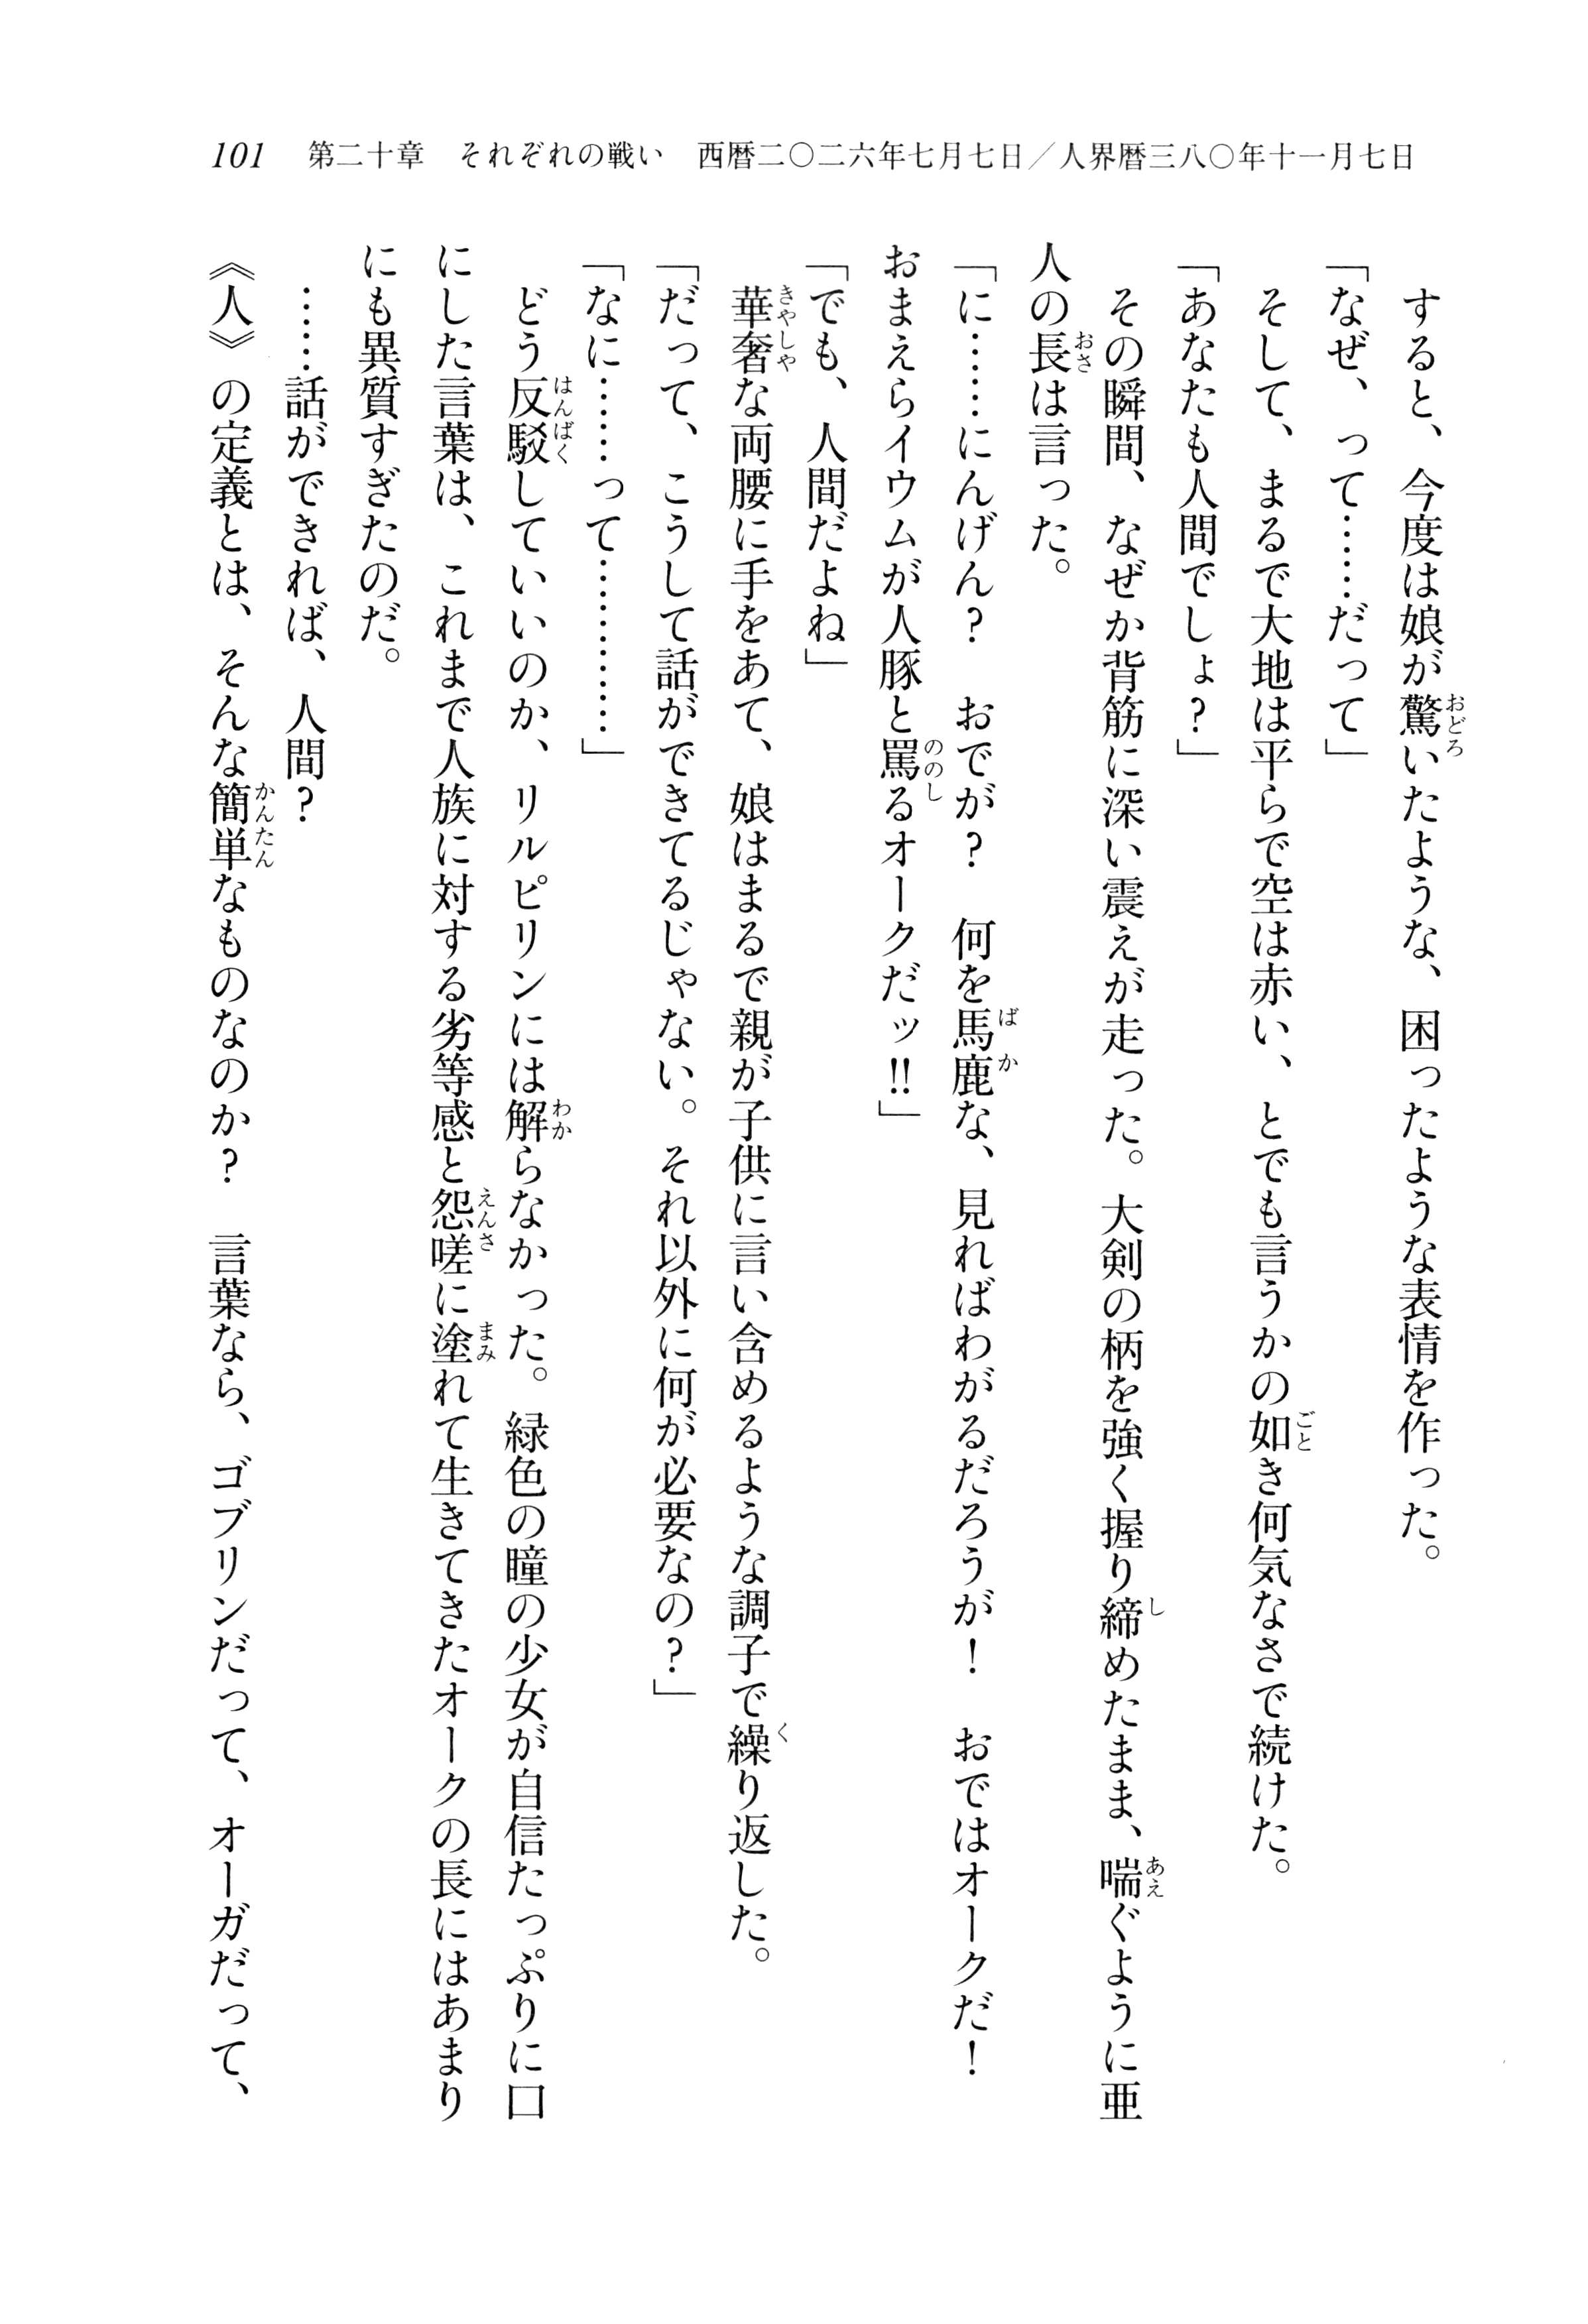 101　第二十章　それぞれの戦い　西暦二〇二六年七月七日／人界暦三八〇年十一月七日
　すると、今度は娘が驚いたような、困ったような表情を作った。
「なぜ、って……だって」
　そして、まるで大地は平らで空は赤い、とでも言うかの如き何気なさで続けた。
「あなたも人間でしょ？」
　その瞬間、なぜか背筋に深い震えが走った。大剣の柄を強く握り締めたまま、喘ぐように亜
人の長は言った。
「に……にんげん？　おでが？　何を馬鹿な、見ればわがるだろうが！　おではオークだ！
おまえらイウムが人豚と罵るオークだッ‼」
「でも、人間だよね」
　華奢な両腰に手をあて、娘はまるで親が子供に言い含めるような調子で繰り返した。
「だって、こうして話ができてるじゃない。それ以外に何が必要なの？」
「なに……って…………」
　どう反駁していいのか、リルピリンには解らなかった。緑色の瞳の少女が自信たっぷりに口
にした言葉は、これまで人族に対する劣等感と怨嗟に塗れて生きてきたオークの長にはあまり
にも異質すぎたのだ。
　……話ができれば、人間？
《人》の定義とは、そんな簡単なものなのか？　言葉なら、ゴブリンだって、オーガだって、